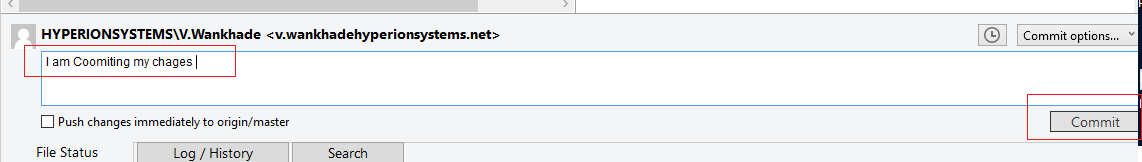 HYPERIONSYSTEMS\V.Wankhade <v.wankhadehyperionsystems.net>
Commit options...
I am Coomiting my chages
Push changes immediately to origin/master
Commit
File Status
Log / History
Search